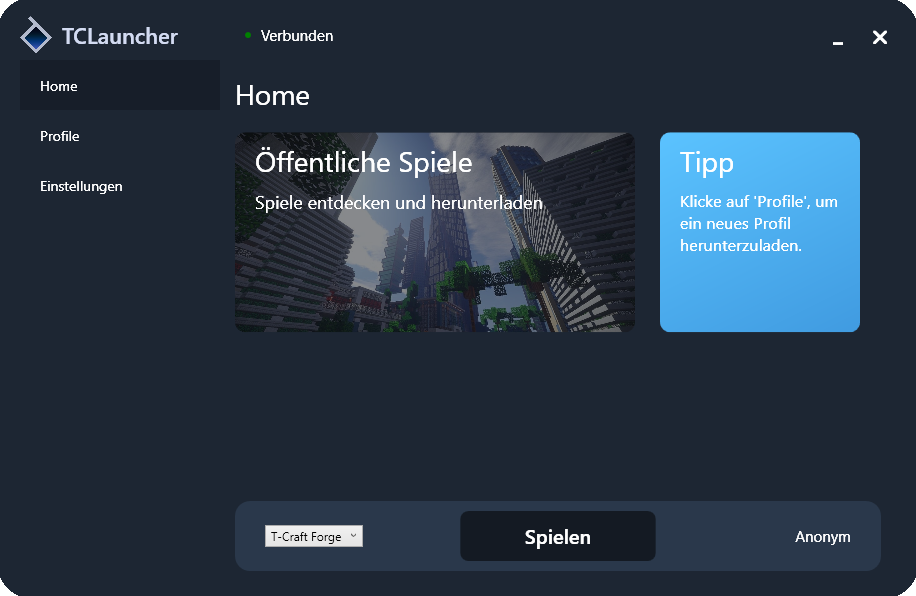 TCLauncher
Verbunden
Home
Profile
Einstellungen
Home
Öffentliche Spiele
Spiele entdecken und herunterladen
Tipp
Klicke auf 'Profile', um
ein neues Profil
herunterzuladen.
T-Craft Forge
Spielen
Anonym